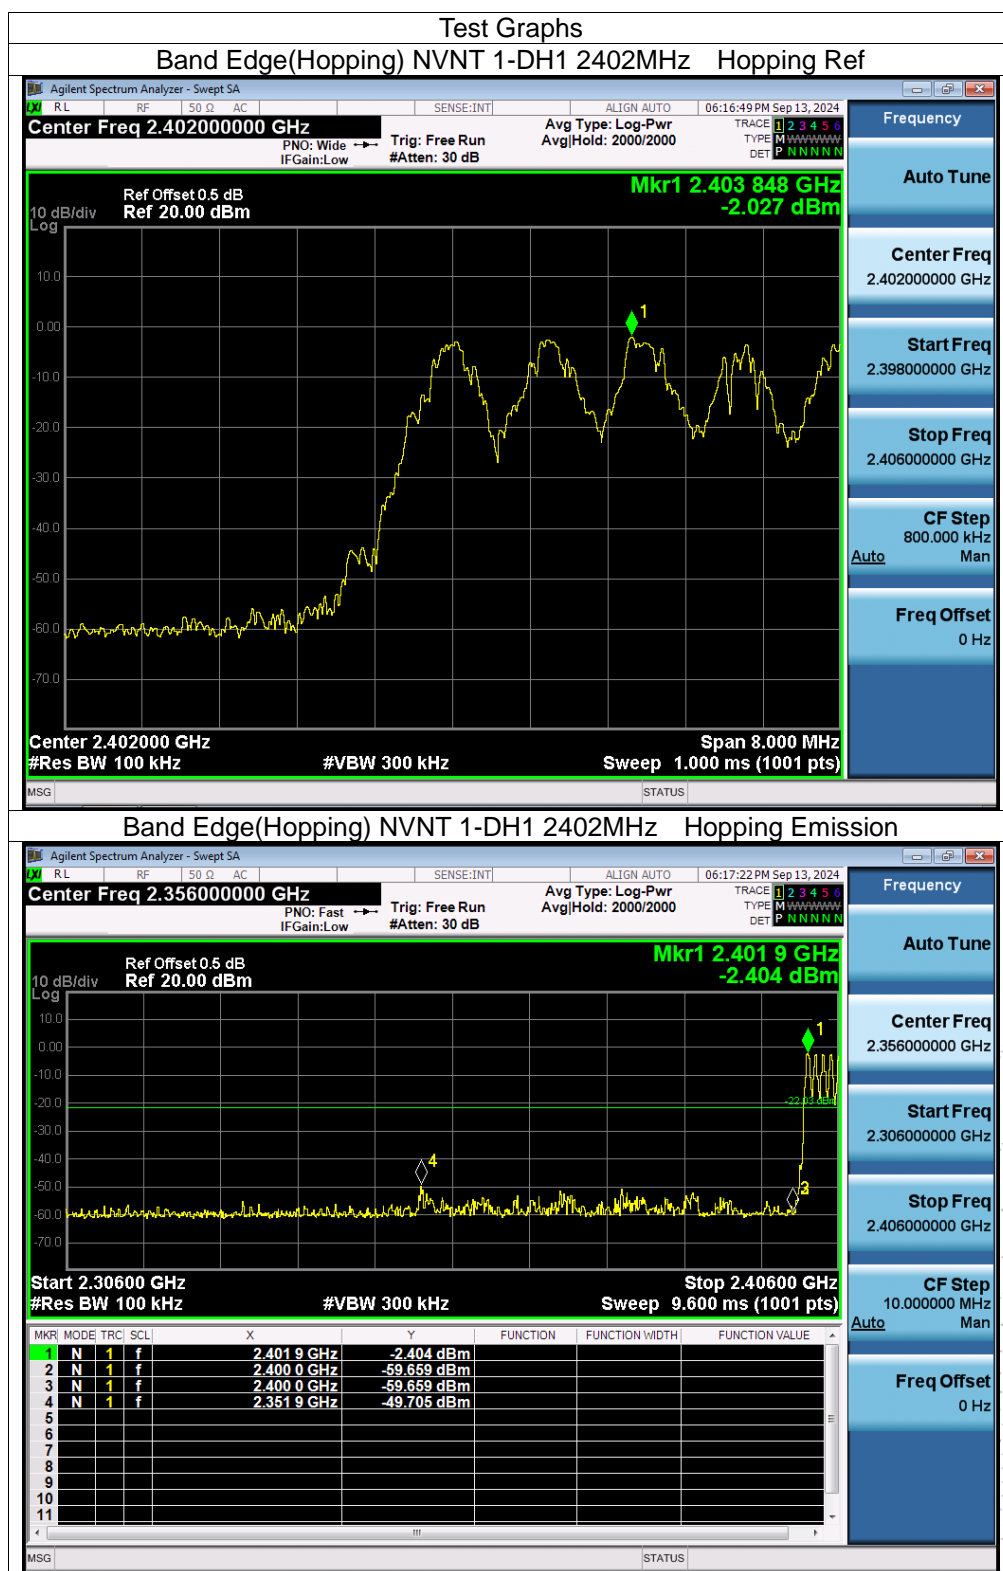 Test Graphs
Band Edge(Hopping) NVNT 1-DH1 2402MHz Hopping Ref
Agilent Spectrum Analyzer - Swept SA
LXI RL RF 50 Ω AC SENSE:INT ALIGN AUTO 06:16:49 PM Sep 13, 2024
Center Freq 2.402000000 GHz
PNO: Wide
IFGain:Low
Trig: Free Run
#Atten: 30 dB
Avg Type: Log-Pwr
Avg|Hold: 2000/2000
TRACE 1 2 3 4 5 6
TYPE M W W W W W
DET P N N N N N
Frequency
Auto Tune
Center Freq
2.402000000 GHz
Start Freq
2.398000000 GHz
Stop Freq
2.406000000 GHz
CF Step
800.000 kHz
Auto Man
Freq Offset
0 Hz
Mkr1 2.403 848 GHz
-2.027 dBm
Ref Offset 0.5 dB
10 dB/div Ref 20.00 dBm
Log
10.0
0.00
-10.0
-20.0
-30.0
-40.0
-50.0
-60.0
-70.0
1
Center 2.402000 GHz Span 8.000 MHz
#Res BW 100 kHz #VBW 300 kHz Sweep 1.000 ms (1001 pts)
MSG STATUS
Band Edge(Hopping) NVNT 1-DH1 2402MHz Hopping Emission
Agilent Spectrum Analyzer - Swept SA
LXI RL RF 50 Ω AC SENSE:INT ALIGN AUTO 06:17:22 PM Sep 13, 2024
Center Freq 2.356000000 GHz
PNO: Fast
IFGain:Low
Trig: Free Run
#Atten: 30 dB
Avg Type: Log-Pwr
Avg|Hold: 2000/2000
TRACE 1 2 3 4 5 6
TYPE M W W W W W
DET P N N N N N
Frequency
Auto Tune
Center Freq
2.356000000 GHz
Start Freq
2.306000000 GHz
Stop Freq
2.406000000 GHz
CF Step
10.000000 MHz
Auto Man
Freq Offset
0 Hz
Mkr1 2.401 9 GHz
-2.404 dBm
Ref Offset 0.5 dB
10 dB/div Ref 20.00 dBm
Log
10.0
0.00
-10.0
-20.0
-30.0
-40.0
-50.0
-60.0
-70.0
1
-22.03 dBm
4
Start 2.30600 GHz Stop 2.40600 GHz
#Res BW 100 kHz #VBW 300 kHz Sweep 9.600 ms (1001 pts)
MKR MODE TRC SCL X Y FUNCTION FUNCTION WIDTH FUNCTION VALUE
1 N 1 f 2.401 9 GHz -2.404 dBm
2 N 1 f 2.400 0 GHz -59.659 dBm
3 N 1 f 2.400 0 GHz -59.659 dBm
4 N 1 f 2.351 9 GHz -49.705 dBm
5
6
7
8
9
10
11
MSG STATUS